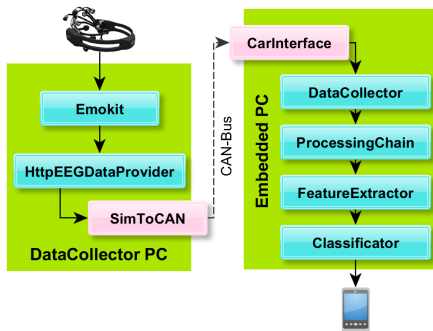 Emokit
HttpEEGDataProvider
SimToCAN
DataCollector PC
CAN-Bus
CarInterface
Embedded PC
DataCollector
ProcessingChain
FeatureExtractor
Classificator